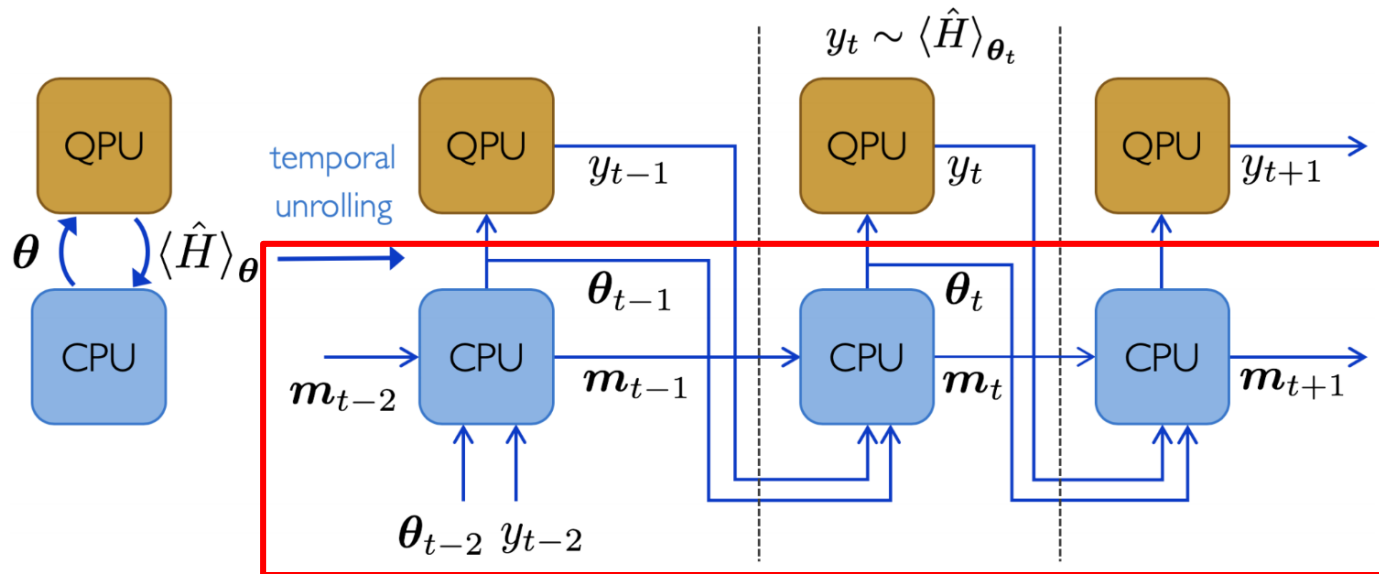 QPU
θ
⟨Ĥ⟩_θ
CPU
temporal
unrolling
y_t ∼ ⟨Ĥ⟩_{θ_t}
QPU
y_{t−1}
QPU
y_t
QPU
y_{t+1}
θ_{t−1}
θ_t
m_{t−2}
CPU
m_{t−1}
CPU
m_t
CPU
m_{t+1}
θ_{t−2} y_{t−2}